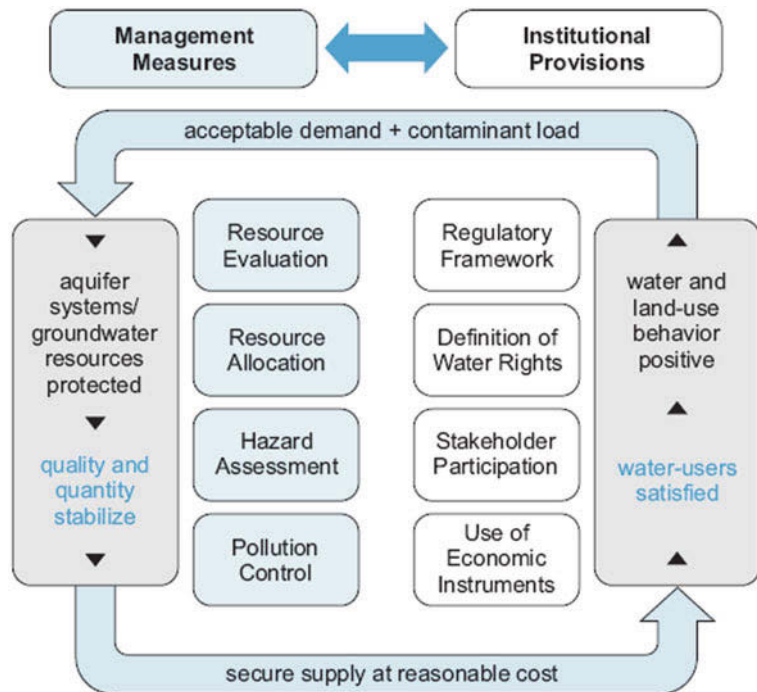 Management
Measures
Institutional
Provisions
acceptable demand + contaminant load
aquifer
systems/
groundwater
resources
protected
quality and
quantity
stabilize
Resource
Evaluation
Resource
Allocation
Hazard
Assessment
Pollution
Control
Regulatory
Framework
Definition of
Water Rights
Stakeholder
Participation
Use of
Economic
Instruments
water and
land-use
behavior
positive
water-users
satisfied
secure supply at reasonable cost